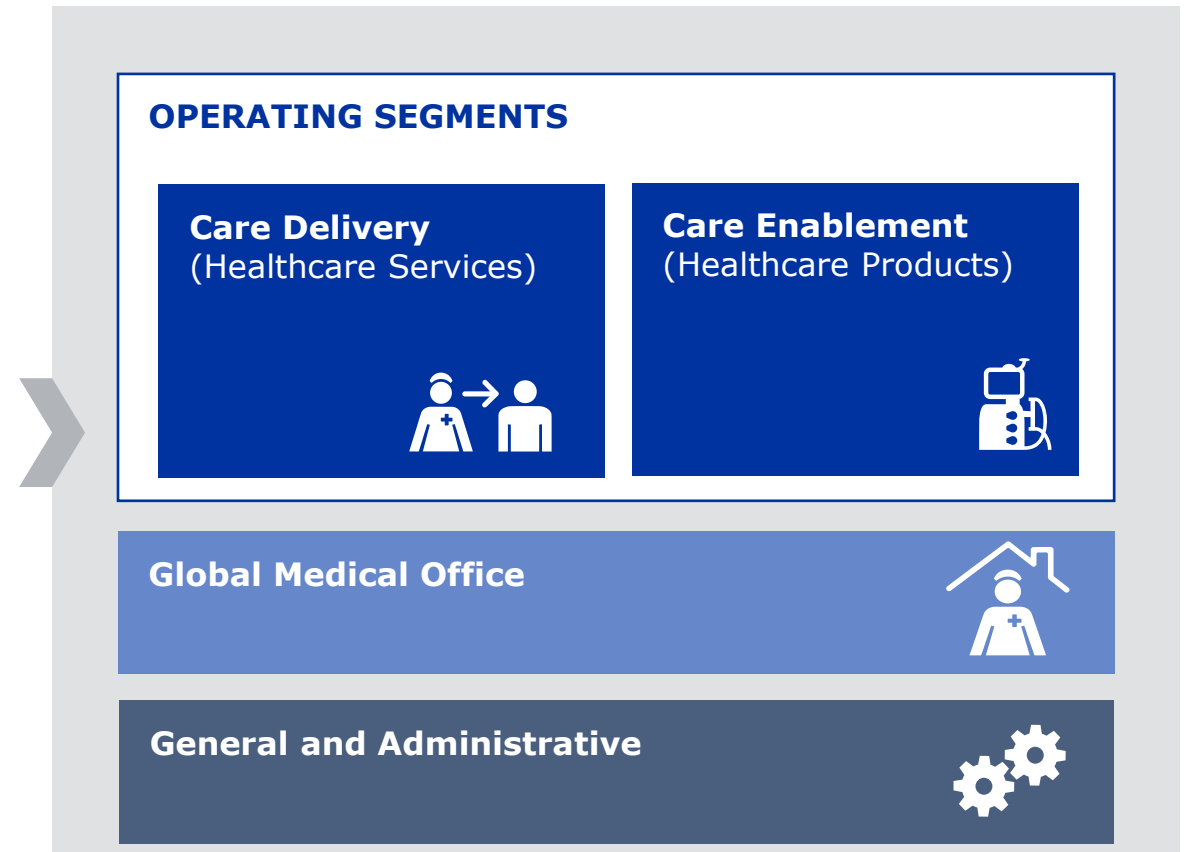 OPERATING SEGMENTS
Care Delivery
(Healthcare Services)
Care Enablement
(Healthcare Products)
Global Medical Office
General and Administrative